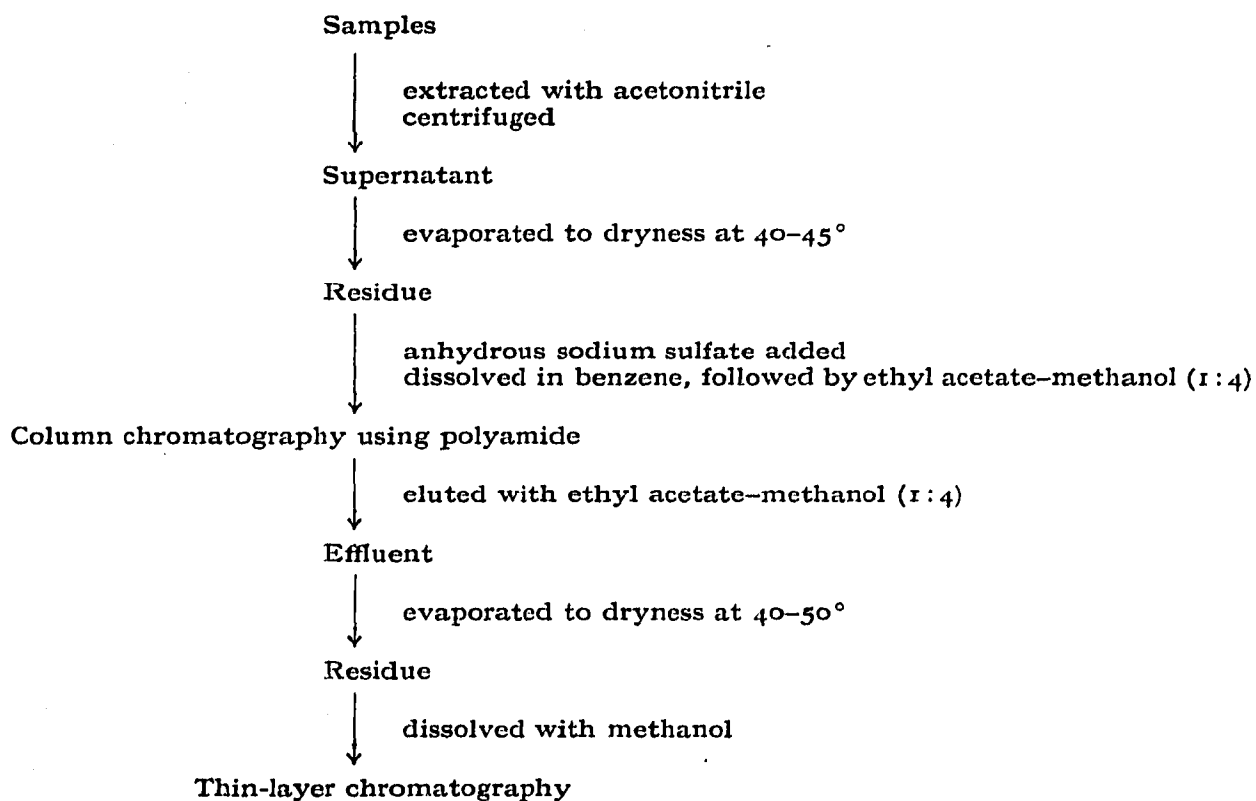 Samples
extracted with acetonitrile
centrifuged
Supernatant
evaporated to dryness at 40–45°
Residue
anhydrous sodium sulfate added
dissolved in benzene, followed by ethyl acetate–methanol (1:4)
Column chromatography using polyamide
eluted with ethyl acetate–methanol (1:4)
Effluent
evaporated to dryness at 40–50°
Residue
dissolved with methanol
Thin-layer chromatography